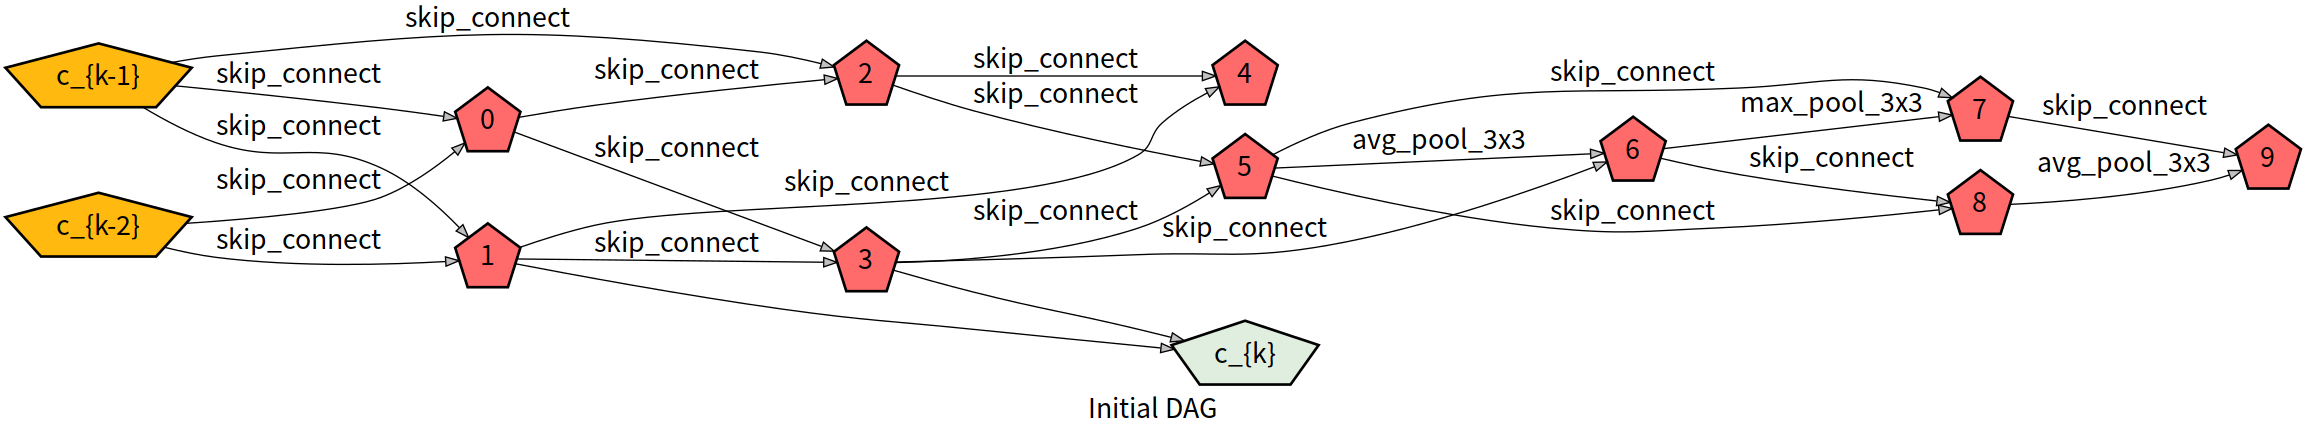 skip_connect
c_{k-1}
skip_connect
skip_connect
skip_connect
c_{k-2}
skip_connect
0
1
skip_connect
skip_connect
skip_connect
2
3
skip_connect
skip_connect
skip_connect
skip_connect
skip_connect
4
5
c_{k}
skip_connect
avg_pool_3x3
skip_connect
6
max_pool_3x3
skip_connect
7
8
skip_connect
avg_pool_3x3
9
Initial DAG